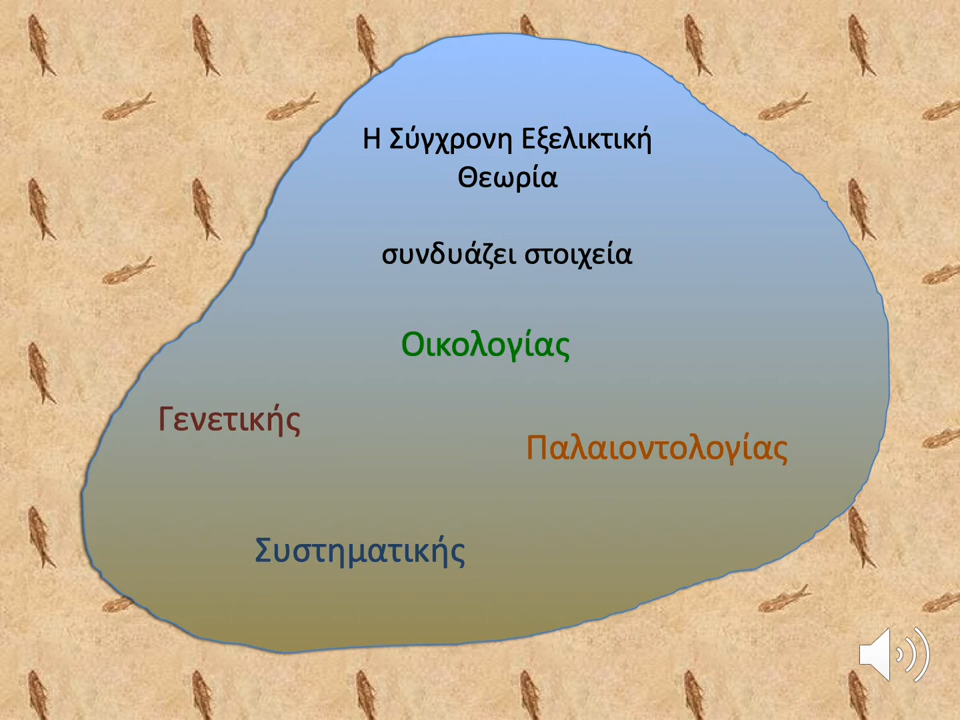 Η Σύγχρονη Εξελικτική
Θεωρία
συνδυάζει στοιχεία
Οικολογίας
Γενετικής
Παλαιοντολογίας
Συστηματικής